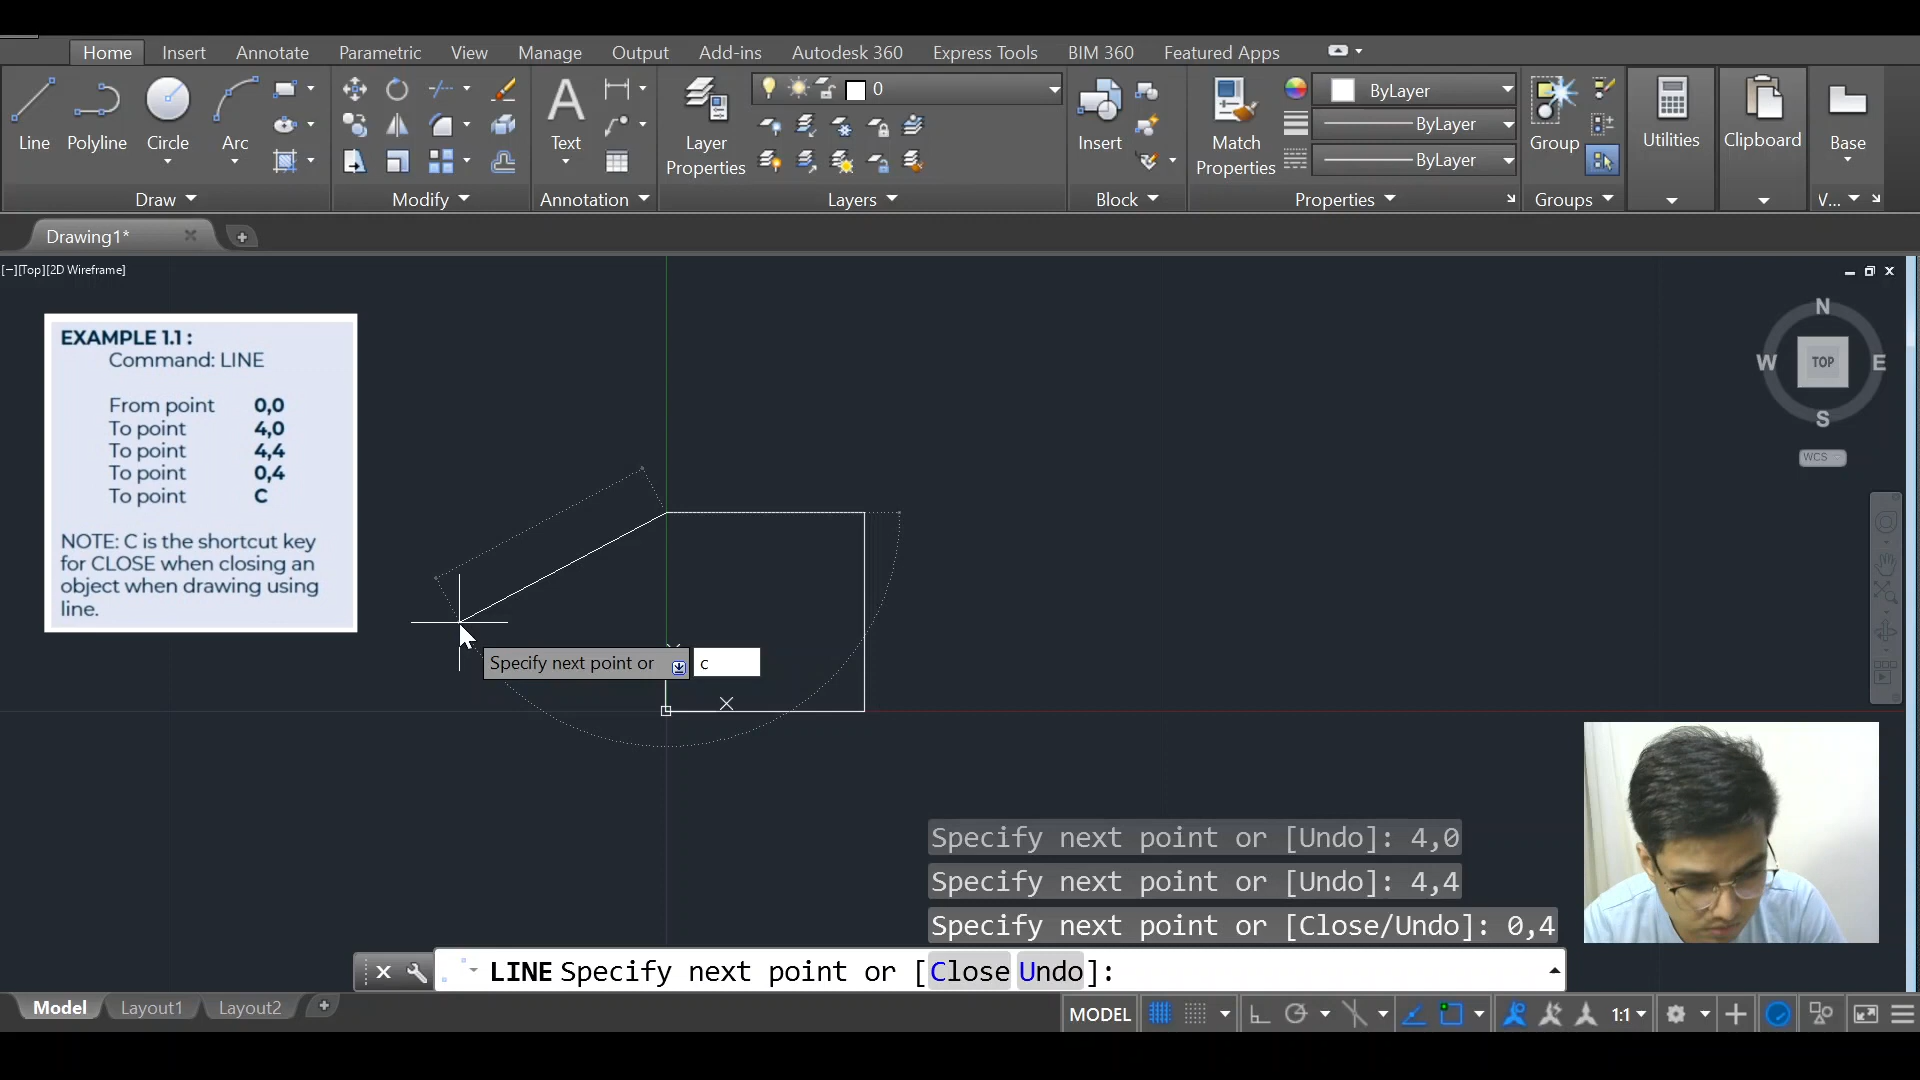 Home Insert Annotate Parametric View Manage Output Add-ins Autodesk 360 Express Tools BIM 360 Featured Apps
Line Polyline Circle Arc
Text
Layer Properties
0
Insert
Match Properties
ByLayer
ByLayer
ByLayer
Group
Utilities
Clipboard
Base
Draw Modify Annotation Layers Block Properties Groups V...
Drawing1*
[−][Top][2D Wireframe]
EXAMPLE 1.1 :
Command: LINE
From point 0,0
To point 4,0
To point 4,4
To point 0,4
To point C
NOTE: C is the shortcut key
for CLOSE when closing an
object when drawing using
line.
N
W TOP E
S
WCS
Specify next point or c
Specify next point or [Undo]: 4,0
Specify next point or [Undo]: 4,4
Specify next point or [Close/Undo]: 0,4
LINE Specify next point or [Close Undo]:
Model Layout1 Layout2
MODEL 1:1